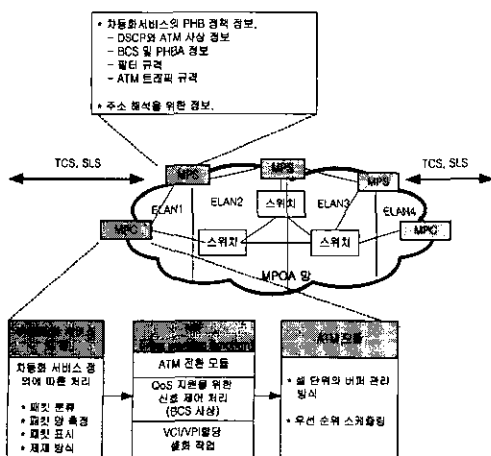 * 차등화서비스의 PHB 정책 정보.
- DSCP와 ATM 사상 정보
- BCS 및 PHBA 정보
- 필터 규격
- ATM 트래픽 규격
* 주소 해석을 위한 정보.
TCS, SLS
TCS, SLS
MPS
MPS
MPS
ELAN1
ELAN2
ELAN3
ELAN4
스위치
MPC
MPC
스위치
스위치
MPOA 망
ATM 모듈
차등화 서비스 정
의에 따른 처리
* 패킷 분류
* 패킷 양 측정
* 패킷 표시
* 제재 방식
ATM 전환 모듈
QoS 지원을 위한
신호 제어 처리
(BCS 사상)
VCI/VPI할당
셀화 작업
* 셀 단위의 버퍼 관리
방식
* 우선 순위 스케줄링